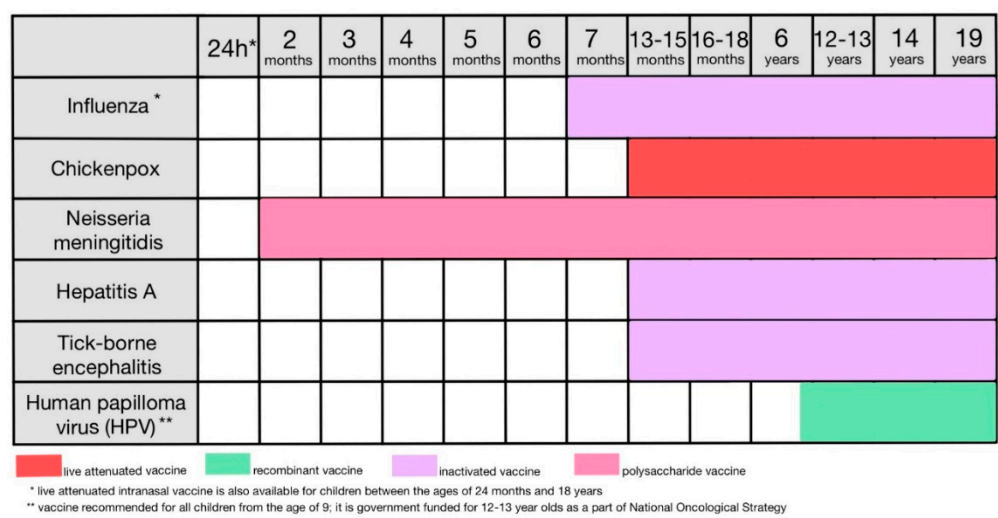 24h*
2 months
3 months
4 months
5 months
6 months
7 months
13-15 months
16-18 months
6 years
12-13 years
14 years
19 years
Influenza *
Chickenpox
Neisseria
meningitidis
Hepatitis A
Tick-borne
encephalitis
Human papilloma
virus (HPV) **
live attenuated vaccine
recombinant vaccine
inactivated vaccine
polysaccharide vaccine
* live attenuated intranasal vaccine is also available for children between the ages of 24 months and 18 years
** vaccine recommended for all children from the age of 9; it is government funded for 12-13 year olds as a part of National Oncological Strategy